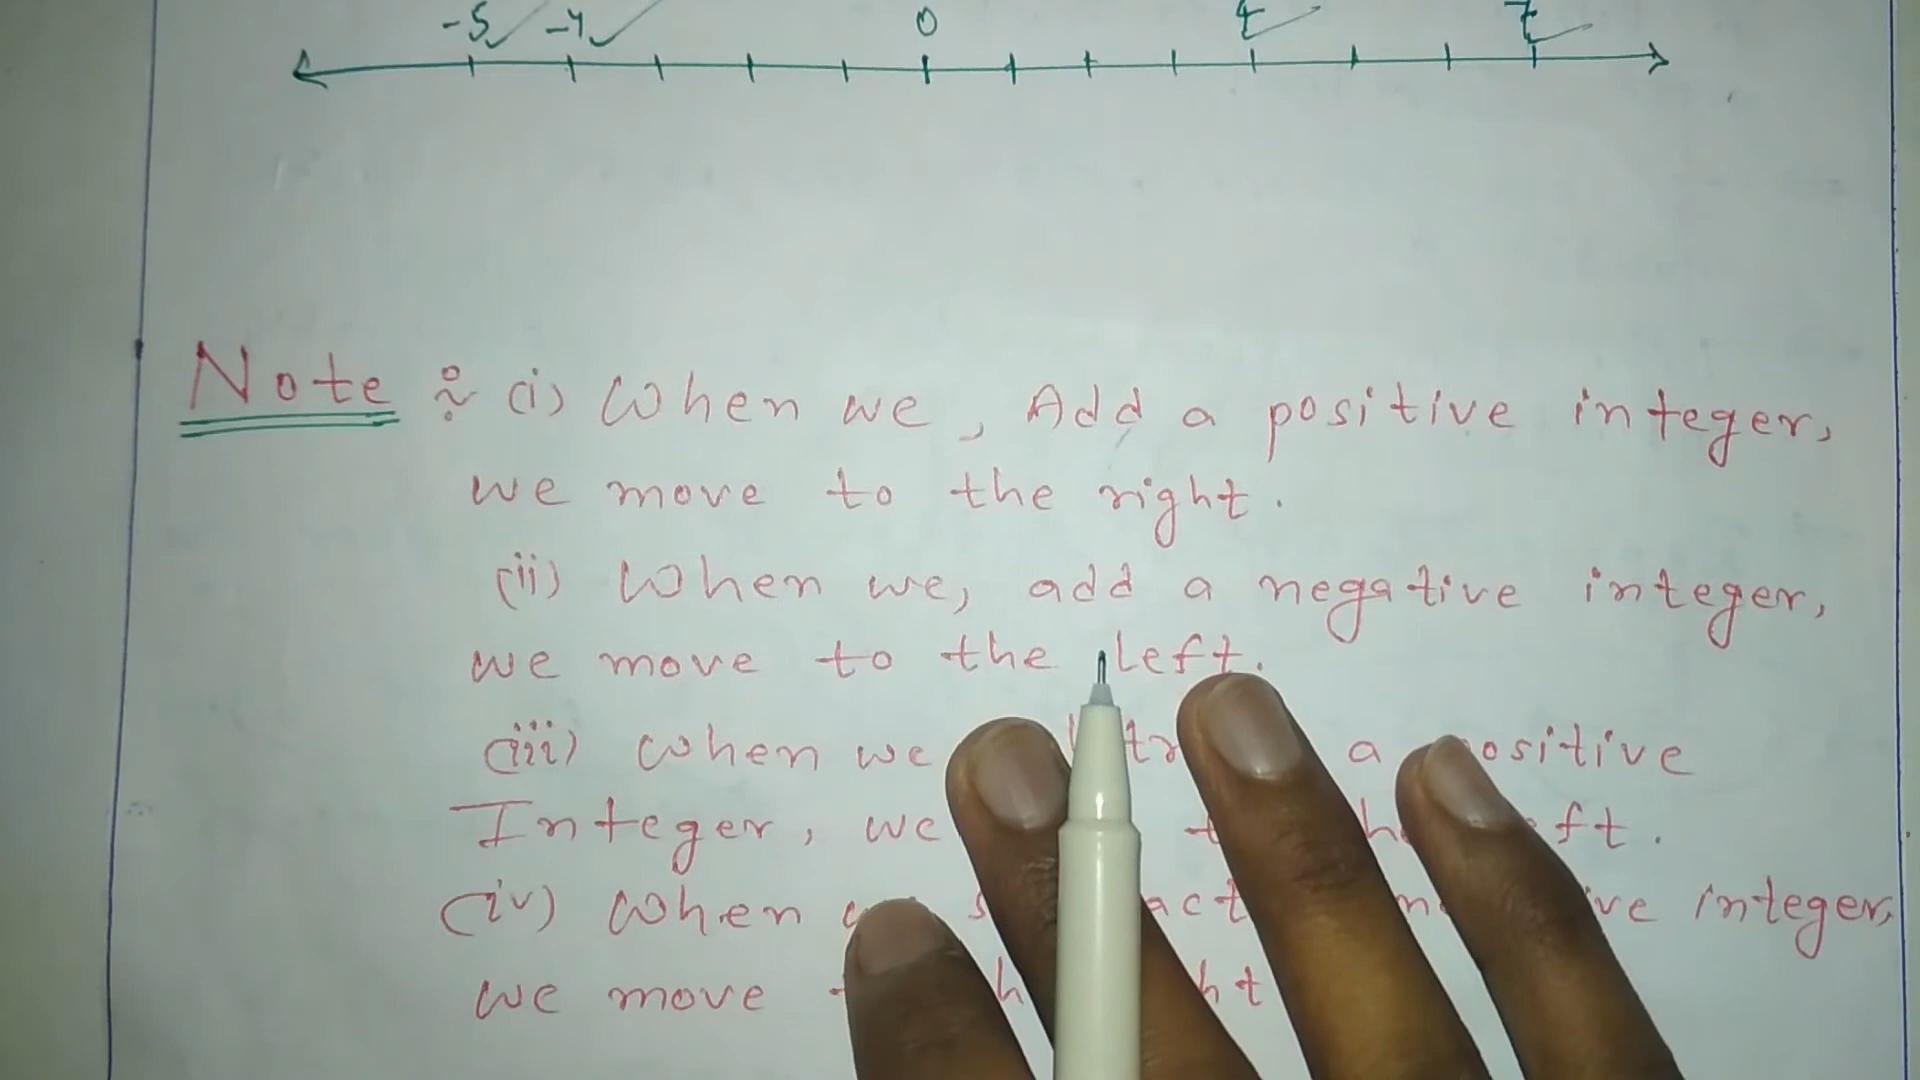 -5 -4 0 4 7
Note : (i) When we, Add a positive integer,
we move to the right.
(ii) When we, add a negative integer,
we move to the left.
(iii) When we a positive
Integer, we
(iv) When integer,
we move